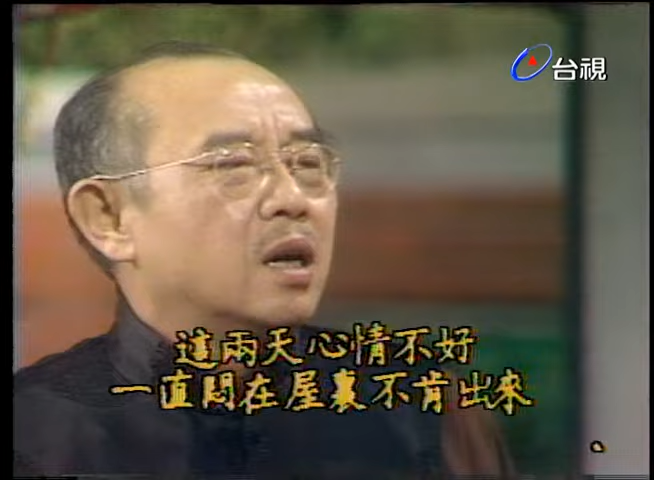 台視
這兩天心情不好
一直悶在屋裏不肯出來